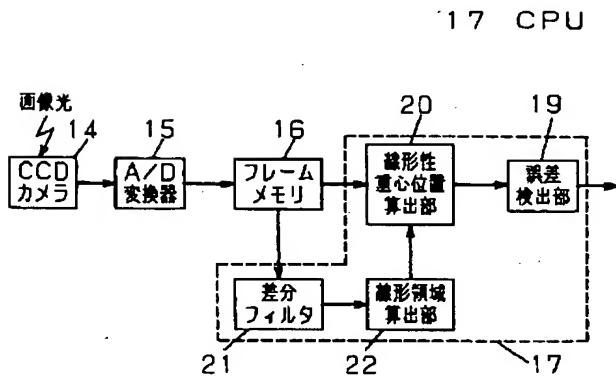 17 CPU
画像光
14
15
16
20
19
CCD
カメラ
A/D
変換器
フレーム
メモリ
線形性
重心位置
算出部
誤差
検出部
差分
フィルタ
線形領域
算出部
21
22
17